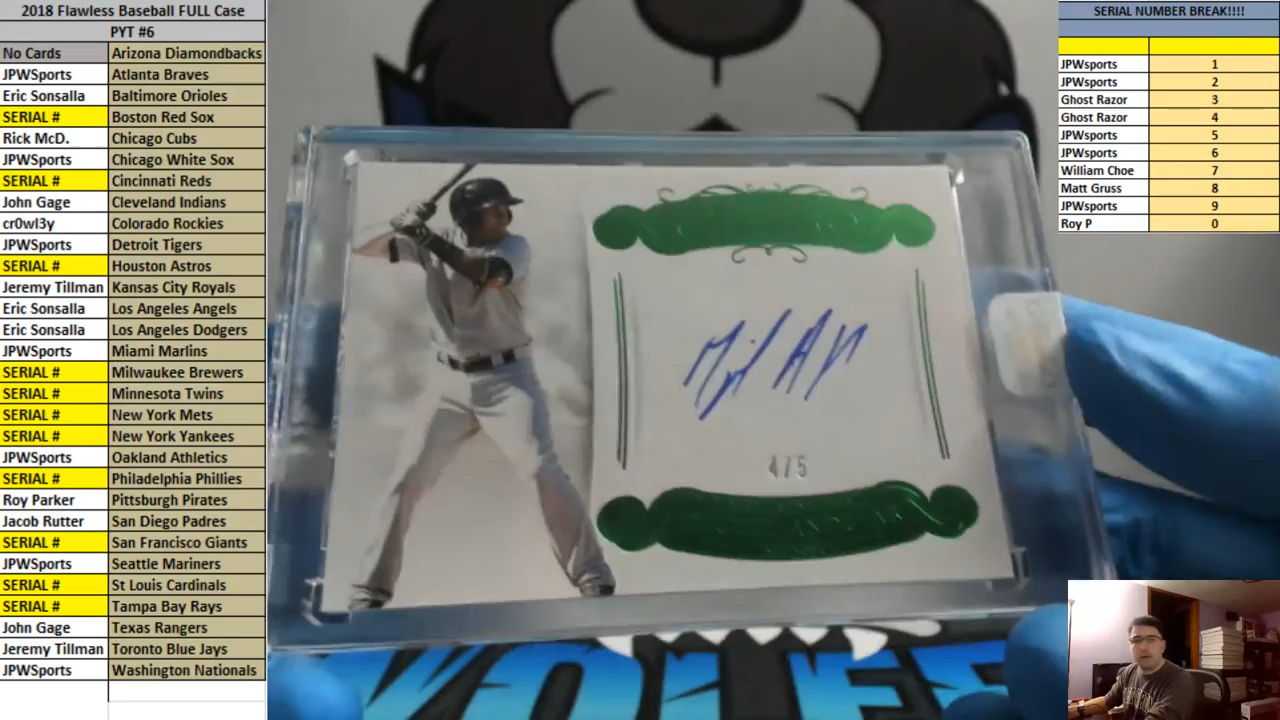 2018 Flawless Baseball FULL Case
PYT #6
No Cards Arizona Diamondbacks
JPWSports Atlanta Braves
Eric Sonsalla Baltimore Orioles
SERIAL # Boston Red Sox
Rick McD. Chicago Cubs
JPWSports Chicago White Sox
SERIAL # Cincinnati Reds
John Gage Cleveland Indians
cr0wl3y Colorado Rockies
JPWSports Detroit Tigers
SERIAL # Houston Astros
Jeremy Tillman Kansas City Royals
Eric Sonsalla Los Angeles Angels
Eric Sonsalla Los Angeles Dodgers
JPWSports Miami Marlins
SERIAL # Milwaukee Brewers
SERIAL # Minnesota Twins
SERIAL # New York Mets
SERIAL # New York Yankees
JPWSports Oakland Athletics
SERIAL # Philadelphia Phillies
Roy Parker Pittsburgh Pirates
Jacob Rutter San Diego Padres
SERIAL # San Francisco Giants
JPWSports Seattle Mariners
SERIAL # St Louis Cardinals
SERIAL # Tampa Bay Rays
John Gage Texas Rangers
Jeremy Tillman Toronto Blue Jays
JPWSports Washington Nationals
4/5
SERIAL NUMBER BREAK!!!!
JPWsports 1
JPWsports 2
Ghost Razor 3
Ghost Razor 4
JPWsports 5
JPWsports 6
William Choe 7
Matt Gruss 8
JPWsports 9
Roy P 0